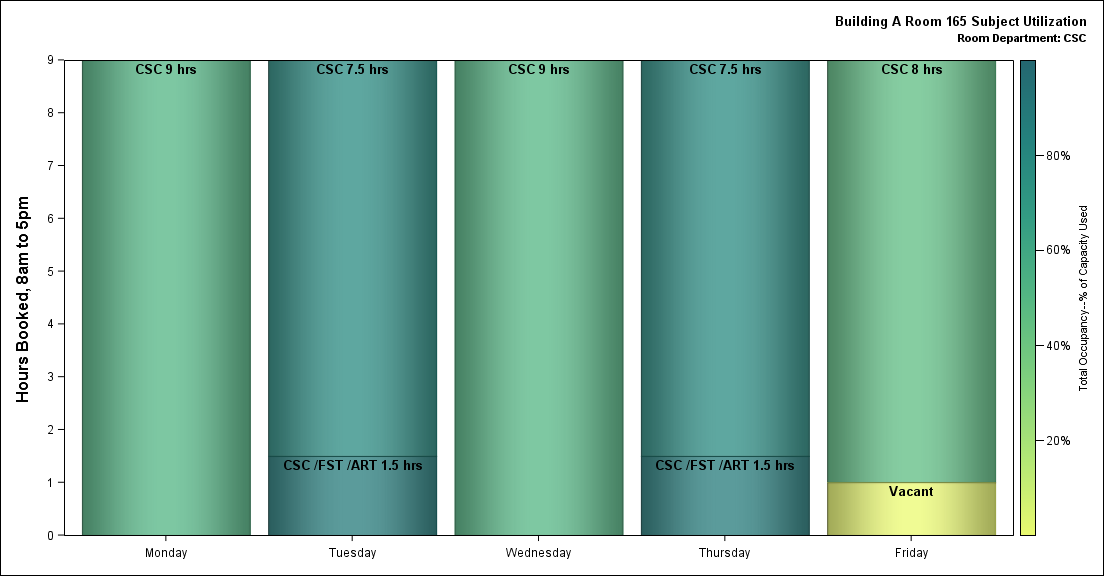 Building A Room 165 Subject Utilization
Room Department: CSC
Hours Booked, 8am to 5pm
9
8
7
6
5
4
3
2
1
0
CSC 9 hrs
CSC 7.5 hrs
CSC 9 hrs
CSC 7.5 hrs
CSC 8 hrs
CSC /FST /ART 1.5 hrs
CSC /FST /ART 1.5 hrs
Vacant
Monday
Tuesday
Wednesday
Thursday
Friday
80%
60%
40%
20%
Total Occupancy--% of Capacity Used